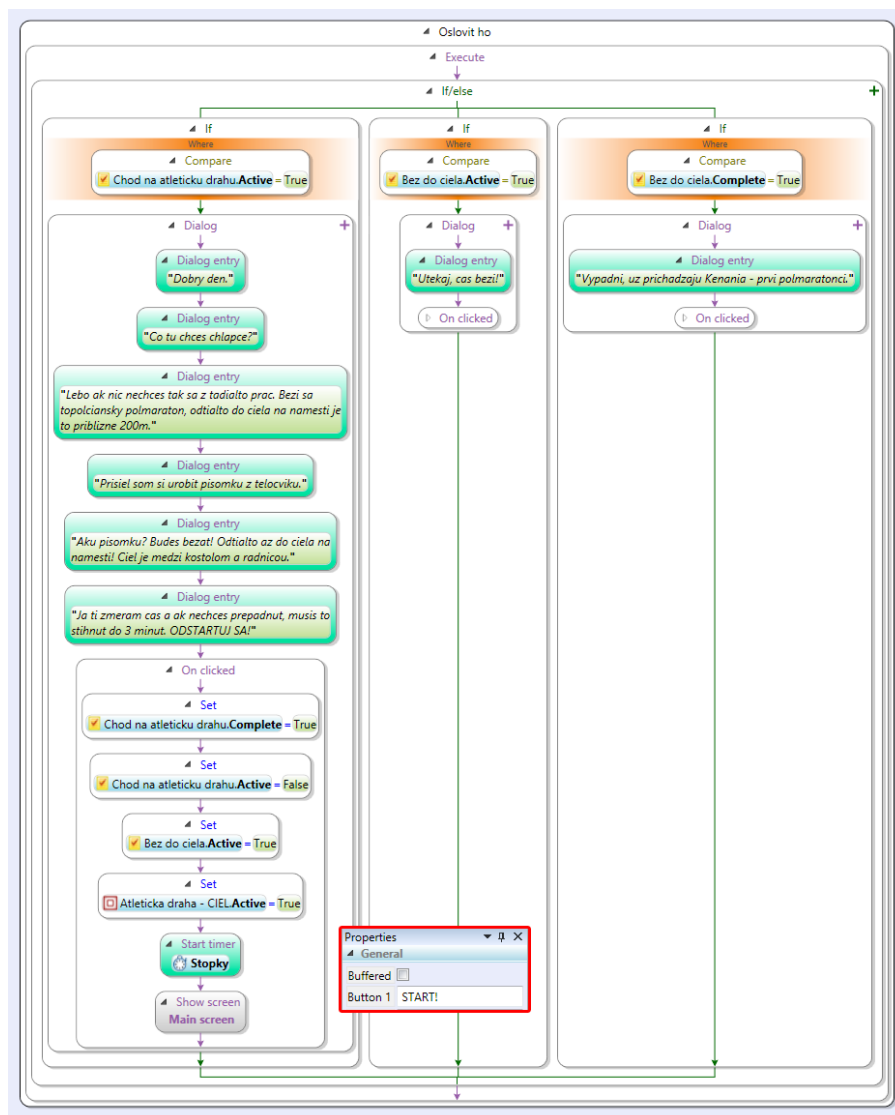 Oslovit ho
Execute
If/else
If
Where
Compare
Chod na atleticku drahu.Active = True
Dialog
Dialog entry
"Dobry den."
Dialog entry
"Co tu chces chlapce?"
Dialog entry
"Lebo ak nic nechces tak sa z tadialto prac. Bezi sa
topolciansky polmaraton, odtialto do ciela na namesti je
to priblizne 200m."
Dialog entry
"Prisiel som si urobit pisomku z telocviku."
Dialog entry
"Aku pisomku? Budes bezat! Odtialto az do ciela na
namesti! Ciel je medzi kostolom a radnicou."
Dialog entry
"Ja ti zmeram cas a ak nechces prepadnut, musis to
stihnut do 3 minut. ODSTARTUJ SA!"
On clicked
Set
Chod na atleticku drahu.Complete = True
Set
Chod na atleticku drahu.Active = False
Set
Bez do ciela.Active = True
Set
Atleticka draha - CIEL.Active = True
Start timer
Stopky
Show screen
Main screen
If
Where
Compare
Bez do ciela.Active = True
Dialog
Dialog entry
"Utekaj, cas bezi!"
On clicked
If
Where
Compare
Bez do ciela.Complete = True
Dialog
Dialog entry
"Vypadni, uz prichadzaju Kenania - prvi polmaratonci."
On clicked
Properties
General
Buffered
Button 1 START!